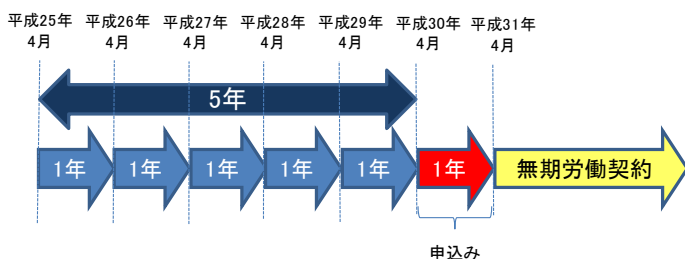 平成25年 平成26年 平成27年 平成28年 平成29年 平成30年 平成31年
4月 4月 4月 4月 4月 4月 4月
5年
1年 1年 1年 1年 1年 1年 無期労働契約
申込み